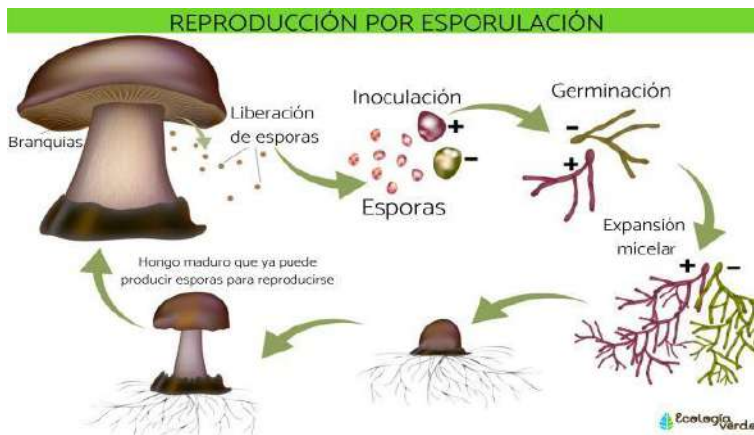 REPRODUCCIÓN POR ESPORULACIÓN
Branquias
Liberación
de esporas
Inoculación
+
-
Esporas
Germinación
-
+
Expansión
micelar
+ -
Hongo maduro que ya puede
producir esporas para reproducirse
Ecología
verde